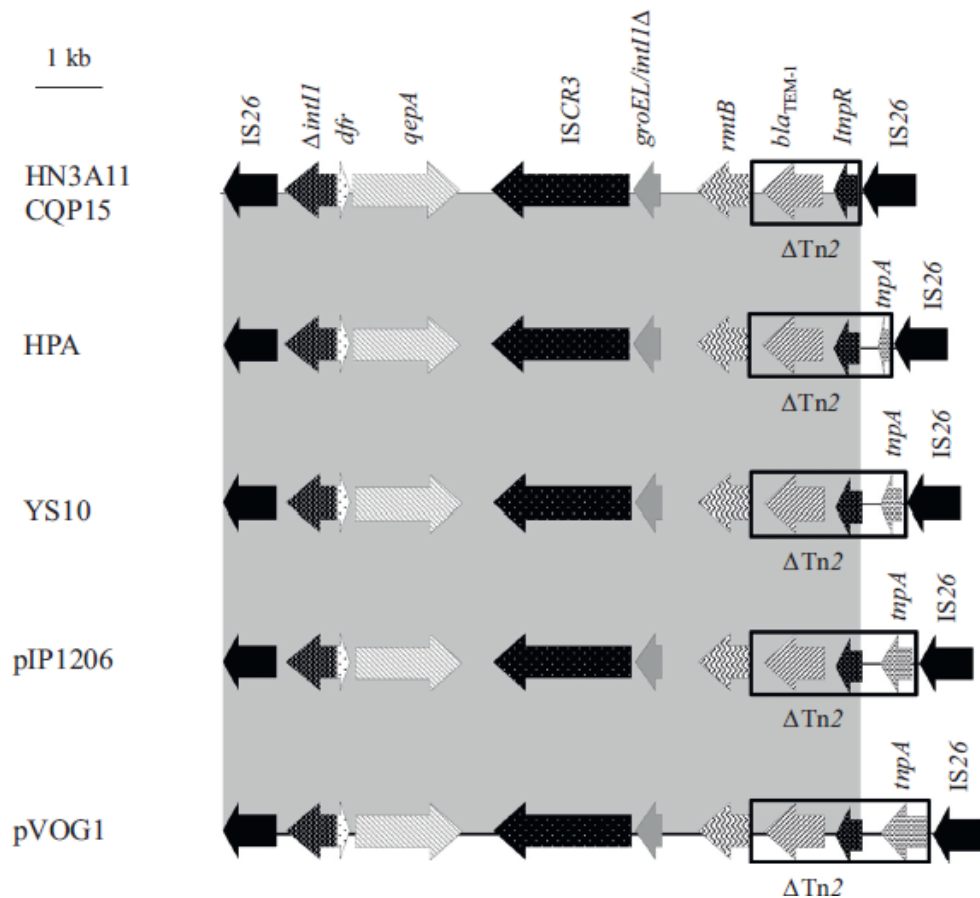 1 kb
IS26
ΔintI1
dfr
qepA
ISCR3
groEL/intI1Δ
rmtB
blaTEM-1
ItnpR
IS26
HN3A11
CQP15
ΔTn2
tnpA
IS26
HPA
ΔTn2
tnpA
IS26
YS10
ΔTn2
tnpA
IS26
pIP1206
ΔTn2
tnpA
IS26
pVOG1
ΔTn2